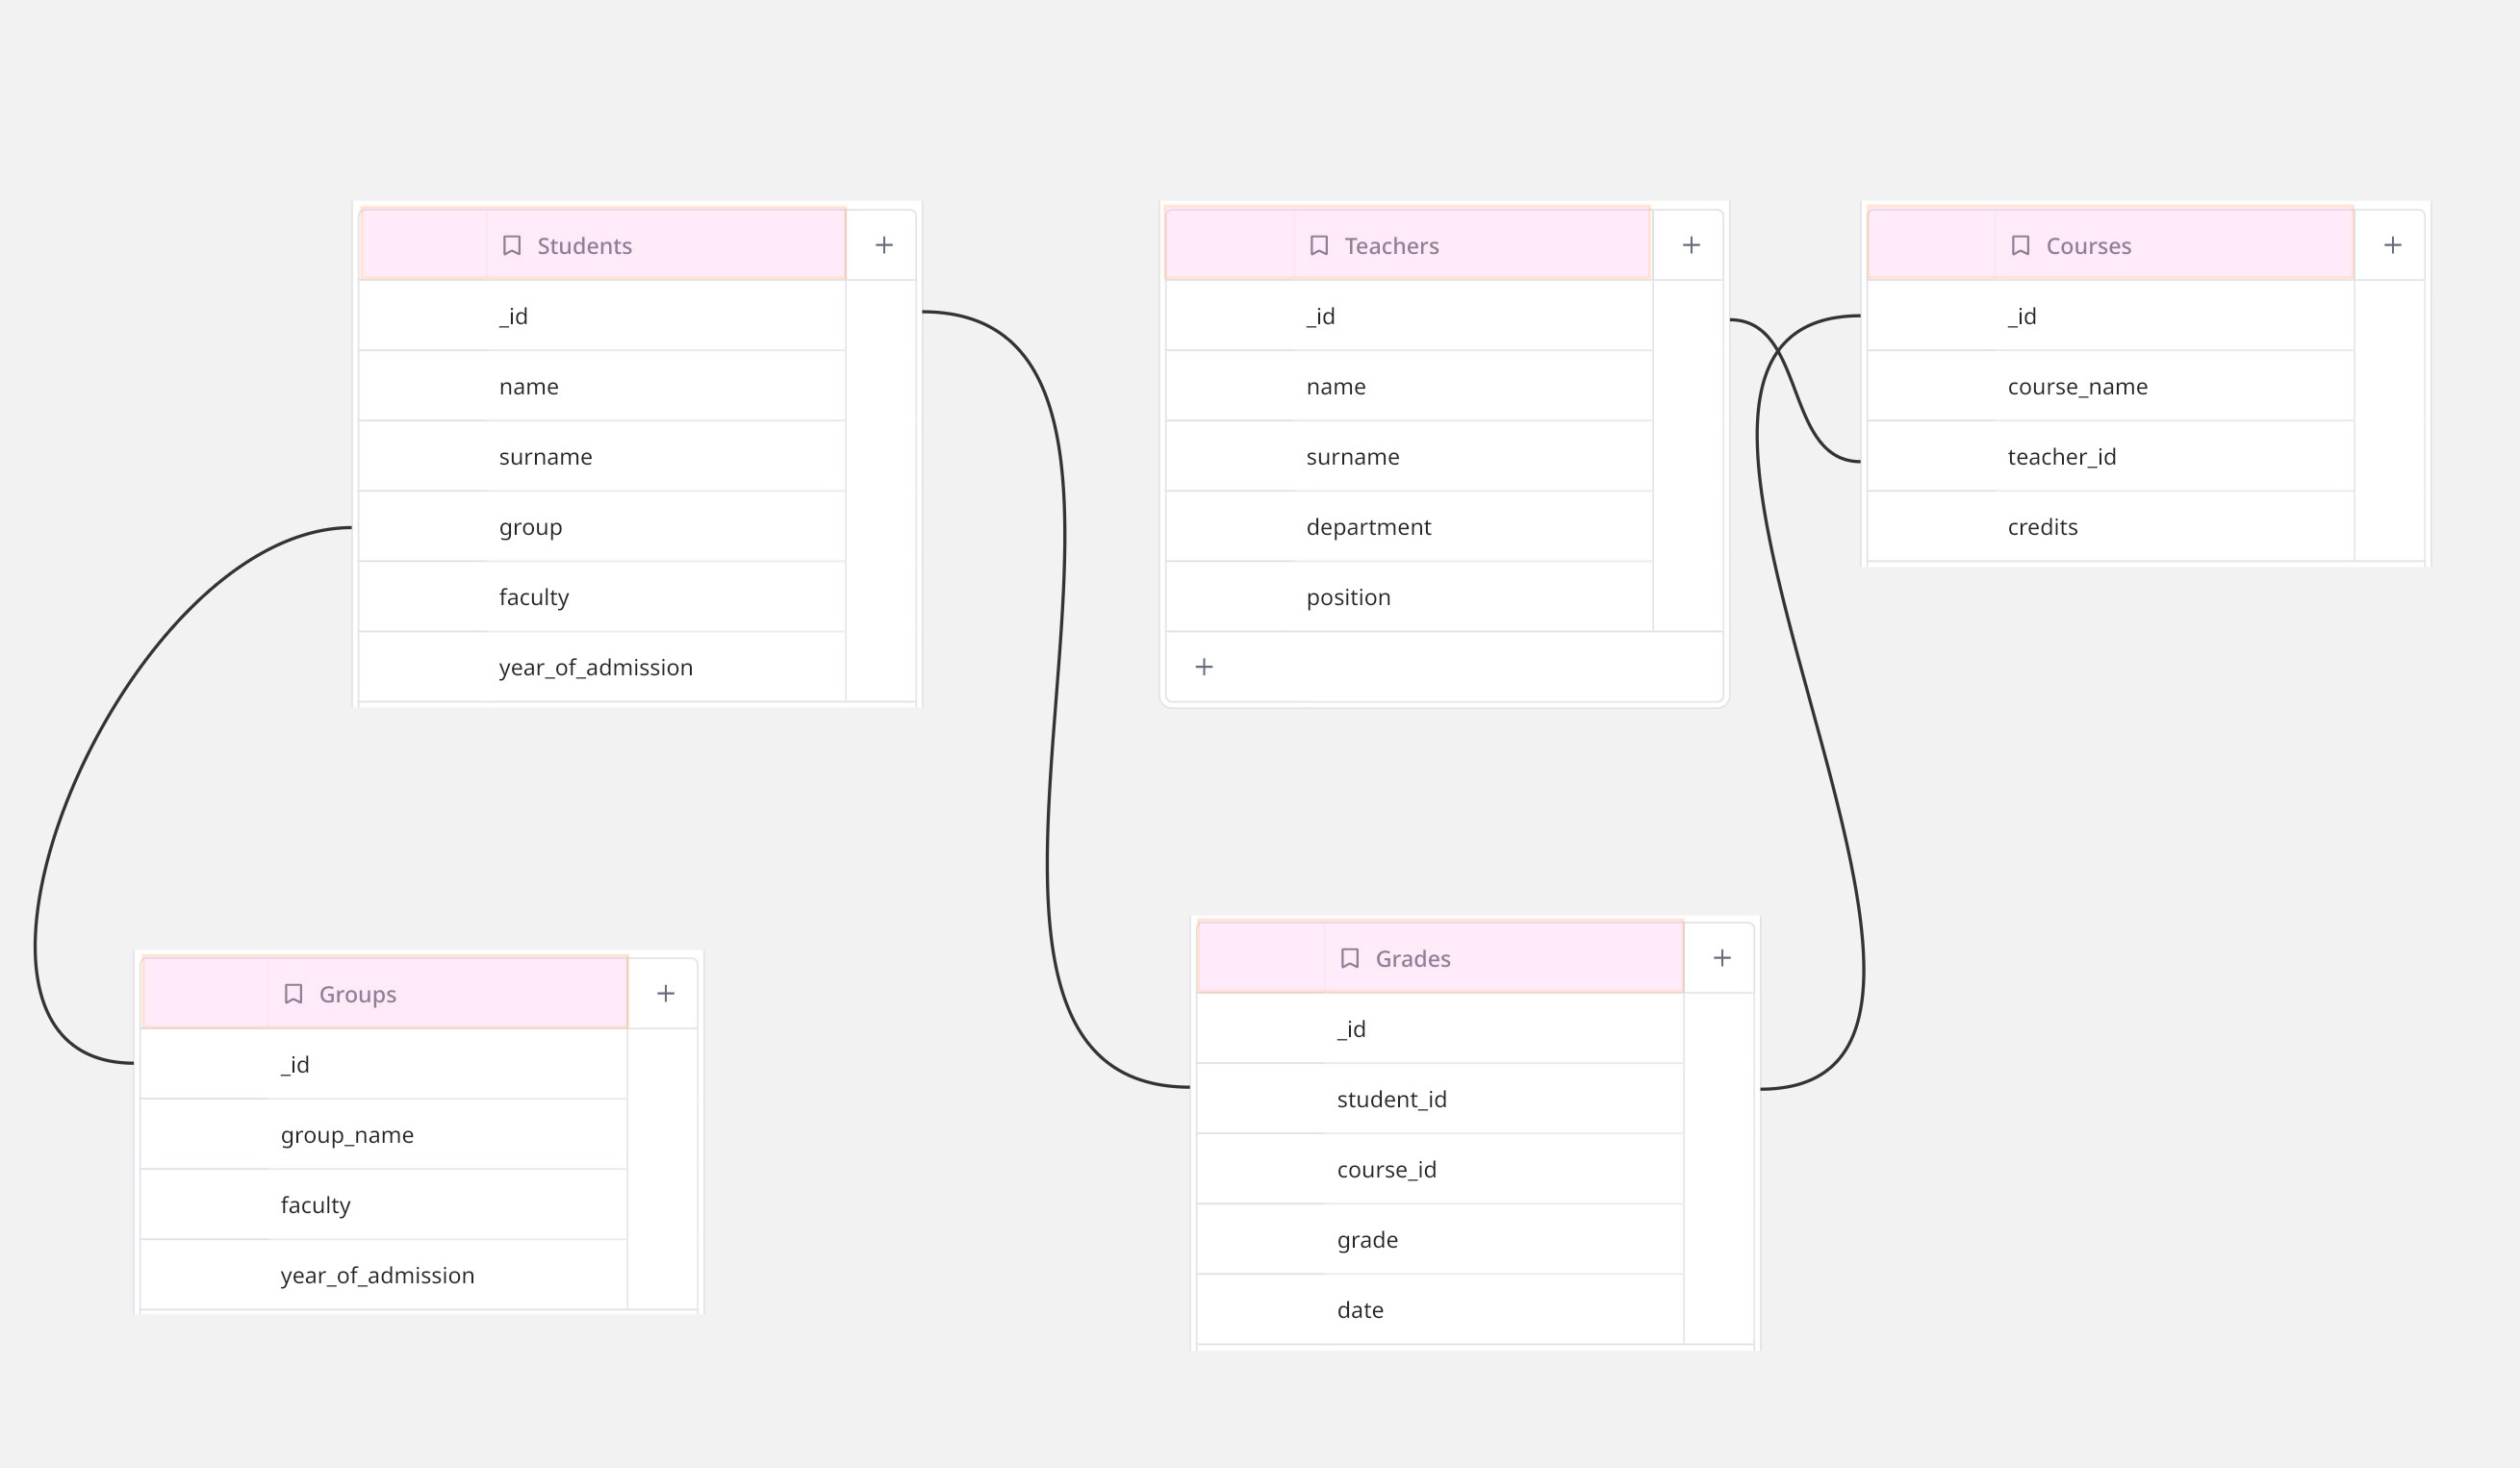 Students
_id
name
surname
group
faculty
year_of_admission
Teachers
_id
name
surname
department
position
Courses
_id
course_name
teacher_id
credits
Groups
_id
group_name
faculty
year_of_admission
Grades
_id
student_id
course_id
grade
date